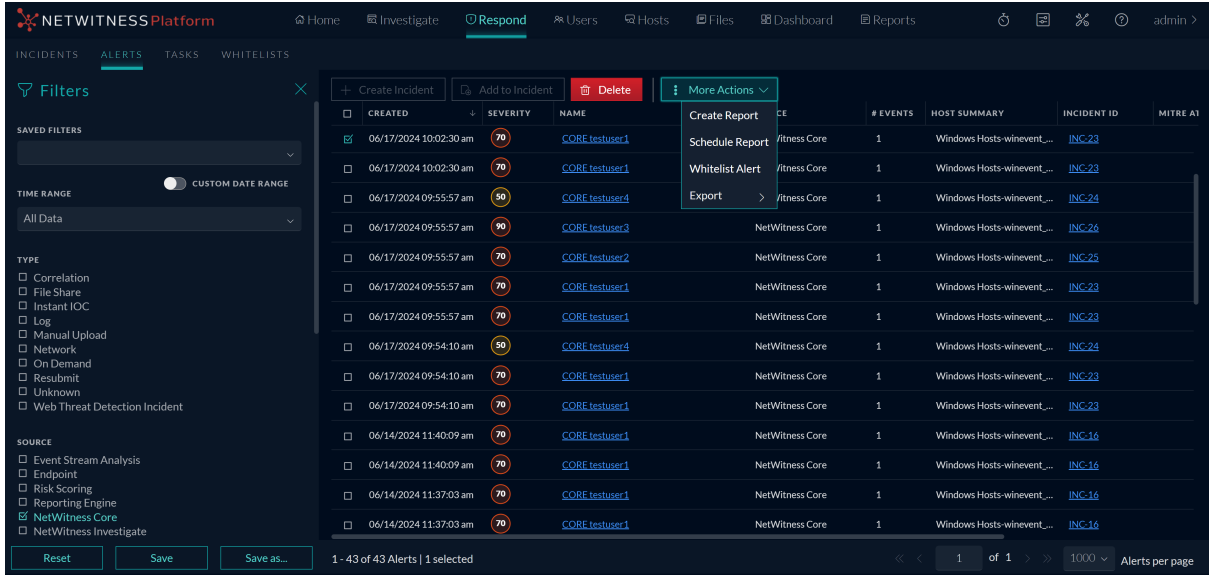 NETWITNESS Platform
Home
Investigate
Respond
Users
Hosts
Files
Dashboard
Reports
admin >
INCIDENTS
ALERTS
TASKS
WHITELISTS
Filters
SAVED FILTERS
CUSTOM DATE RANGE
TIME RANGE
All Data
TYPE
Correlation
File Share
Instant IOC
Log
Manual Upload
Network
On Demand
Resubmit
Unknown
Web Threat Detection Incident
SOURCE
Event Stream Analysis
Endpoint
Risk Scoring
Reporting Engine
NetWitness Core
NetWitness Investigate
Reset
Save
Save as...
+ Create Incident
Add to Incident
Delete
More Actions
Create Report
Schedule Report
Whitelist Alert
Export >
CREATED ↓ SEVERITY NAME CE # EVENTS HOST SUMMARY INCIDENT ID MITRE AT
06/17/2024 10:02:30 am 70 CORE testuser1 itness Core 1 Windows Hosts-winevent_... INC-23
06/17/2024 10:02:30 am 70 CORE testuser1 1 Windows Hosts-winevent_... INC-23
06/17/2024 09:55:57 am 50 CORE testuser4 itness Core 1 Windows Hosts-winevent_... INC-24
06/17/2024 09:55:57 am 90 CORE testuser3 NetWitness Core 1 Windows Hosts-winevent_... INC-26
06/17/2024 09:55:57 am 70 CORE testuser2 NetWitness Core 1 Windows Hosts-winevent_... INC-25
06/17/2024 09:55:57 am 70 CORE testuser1 NetWitness Core 1 Windows Hosts-winevent_... INC-23
06/17/2024 09:55:57 am 70 CORE testuser1 NetWitness Core 1 Windows Hosts-winevent_... INC-23
06/17/2024 09:54:10 am 50 CORE testuser4 NetWitness Core 1 Windows Hosts-winevent_... INC-24
06/17/2024 09:54:10 am 70 CORE testuser1 NetWitness Core 1 Windows Hosts-winevent_... INC-23
06/17/2024 09:54:10 am 70 CORE testuser1 NetWitness Core 1 Windows Hosts-winevent_... INC-23
06/14/2024 11:40:09 am 70 CORE testuser1 NetWitness Core 1 Windows Hosts-winevent_... INC-16
06/14/2024 11:40:09 am 70 CORE testuser1 NetWitness Core 1 Windows Hosts-winevent_... INC-16
06/14/2024 11:37:03 am 70 CORE testuser1 NetWitness Core 1 Windows Hosts-winevent_... INC-16
06/14/2024 11:37:03 am 70 CORE testuser1 NetWitness Core 1 Windows Hosts-winevent_... INC-16
1 - 43 of 43 Alerts | 1 selected
« < 1 of 1 > » 1000 Alerts per page